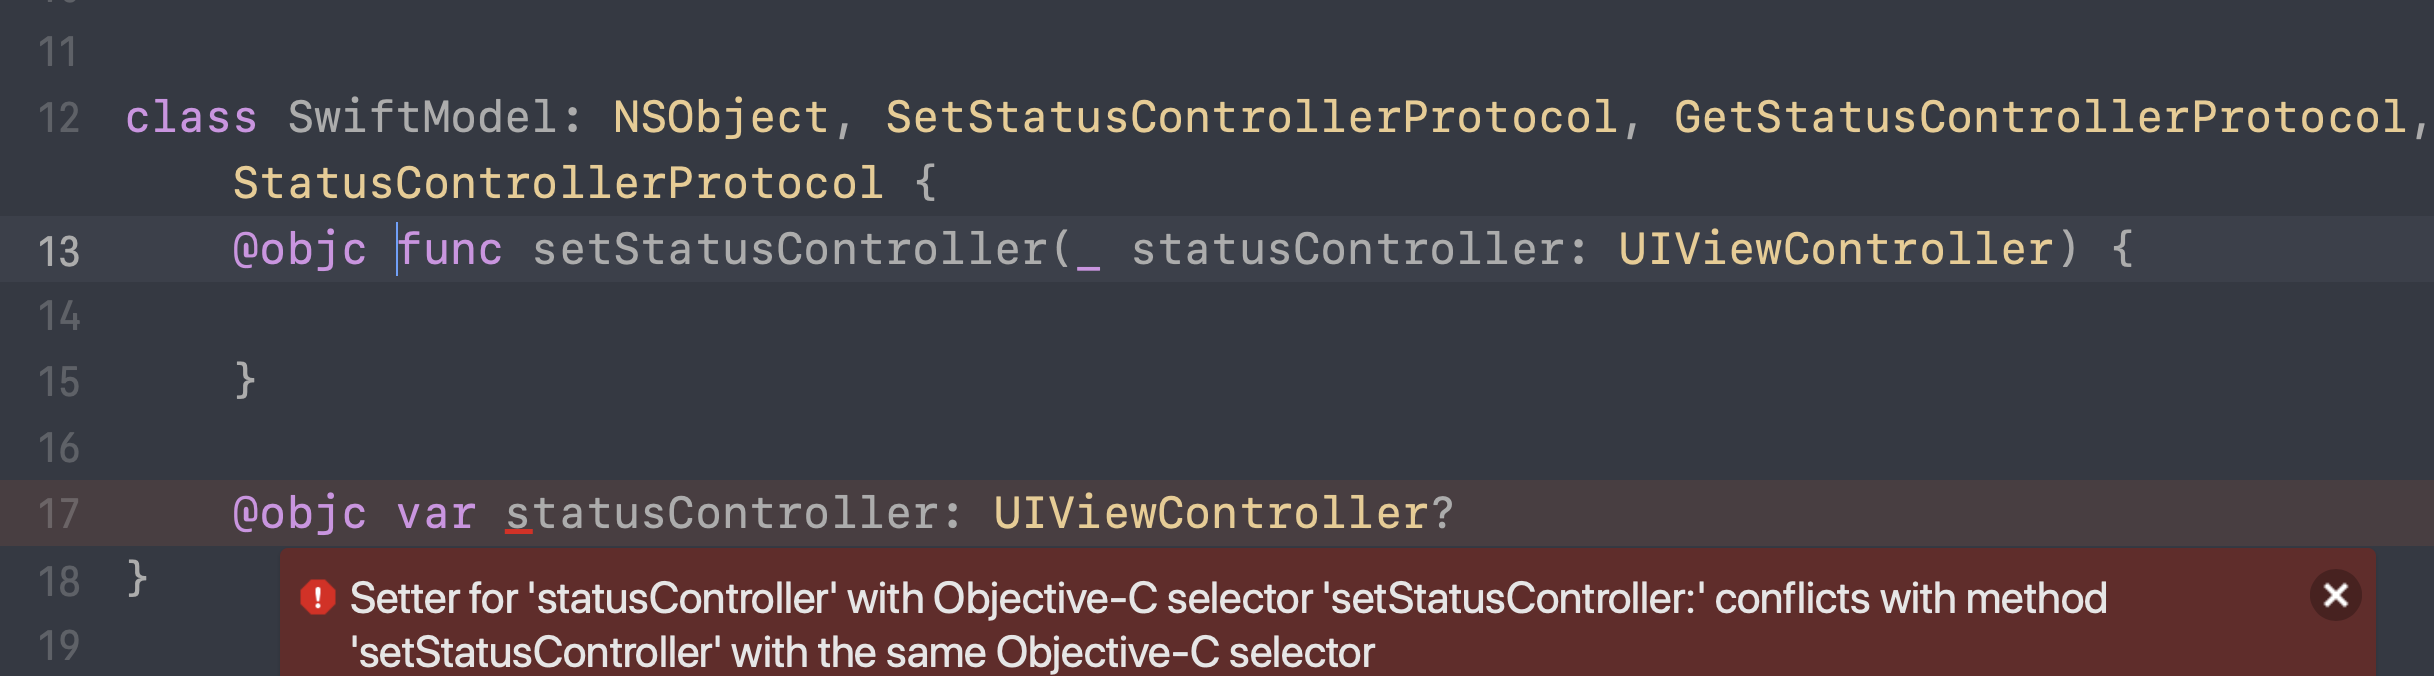 11
12 class SwiftModel: NSObject, SetStatusControllerProtocol, GetStatusControllerProtocol,
StatusControllerProtocol {
13 @objc func setStatusController(_ statusController: UIViewController) {
14
15 }
16
17 @objc var statusController: UIViewController?
18 }
Setter for 'statusController' with Objective-C selector 'setStatusController:' conflicts with method
19
'setStatusController' with the same Objective-C selector